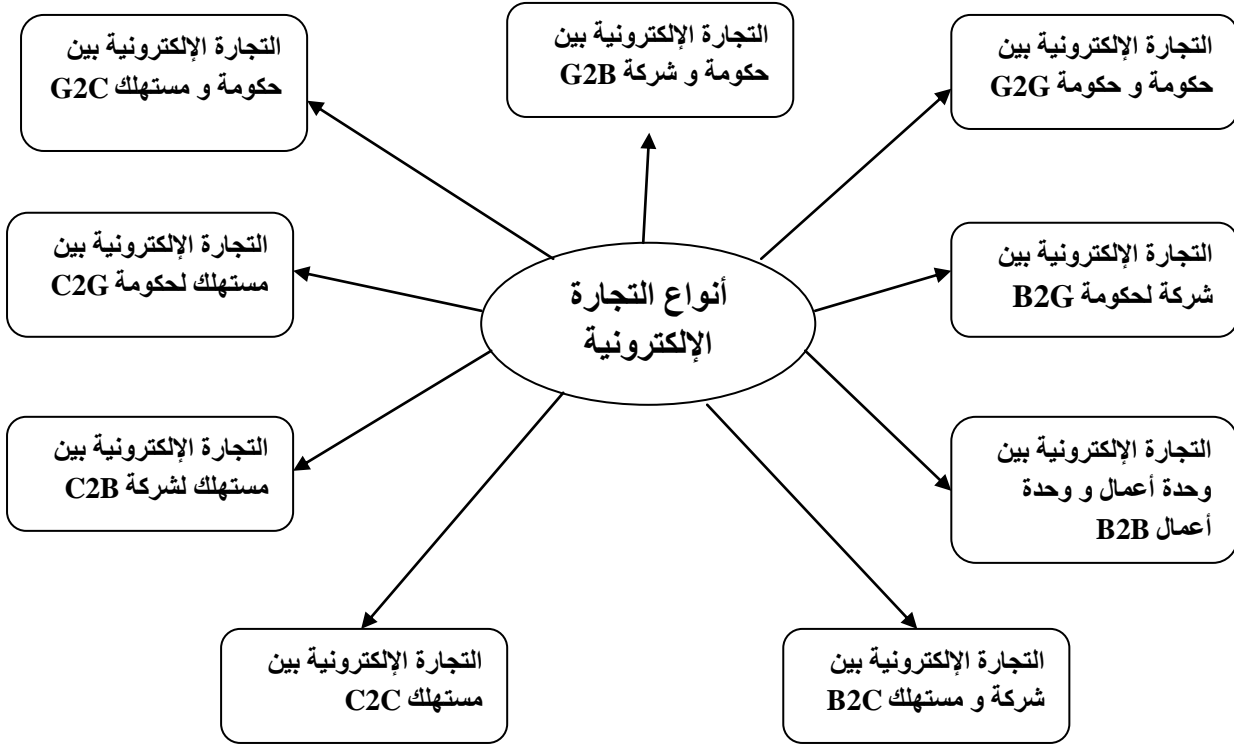 التجارة الإلكترونية بين
حكومة و حكومة G2G
التجارة الإلكترونية بين
حكومة و شركة G2B
التجارة الإلكترونية بين
حكومة و مستهلك G2C
التجارة الإلكترونية بين
شركة لحكومة B2G
أنواع التجارة
الإلكترونية
التجارة الإلكترونية بين
مستهلك لحكومة C2G
التجارة الإلكترونية بين
وحدة أعمال و وحدة
أعمال B2B
التجارة الإلكترونية بين
مستهلك لشركة C2B
التجارة الإلكترونية بين
شركة و مستهلك B2C
التجارة الإلكترونية بين
مستهلك C2C